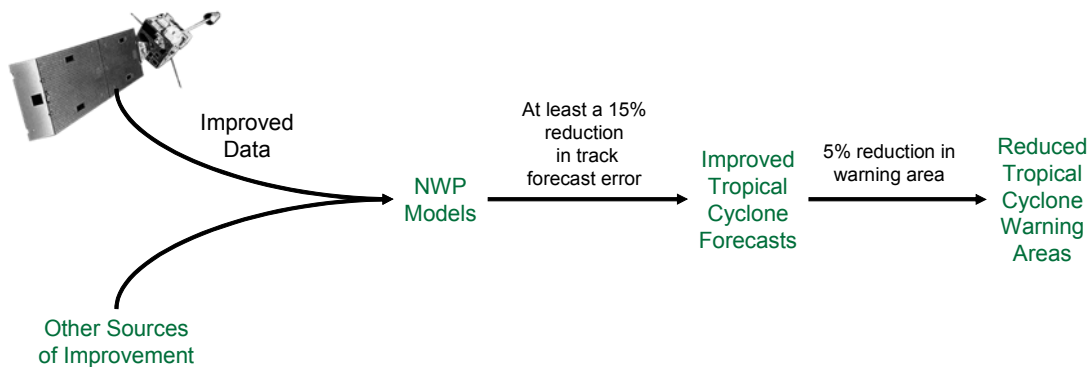 Improved
Data
Other Sources
of Improvement
NWP
Models
At least a 15%
reduction
in track
forecast error
Improved
Tropical
Cyclone
Forecasts
5% reduction in
warning area
Reduced
Tropical
Cyclone
Warning
Areas